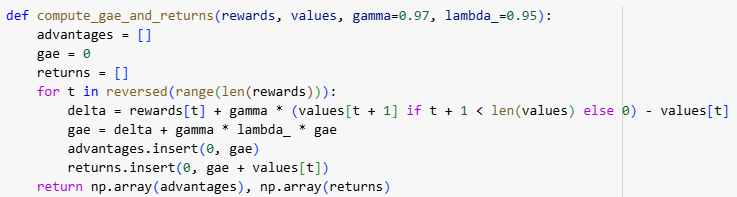 def compute_gae_and_returns(rewards, values, gamma=0.97, lambda_=0.95):
    advantages = []
    gae = 0
    returns = []
    for t in reversed(range(len(rewards))):
        delta = rewards[t] + gamma * (values[t + 1] if t + 1 < len(values) else 0) - values[t]
        gae = delta + gamma * lambda_ * gae
        advantages.insert(0, gae)
        returns.insert(0, gae + values[t])
    return np.array(advantages), np.array(returns)